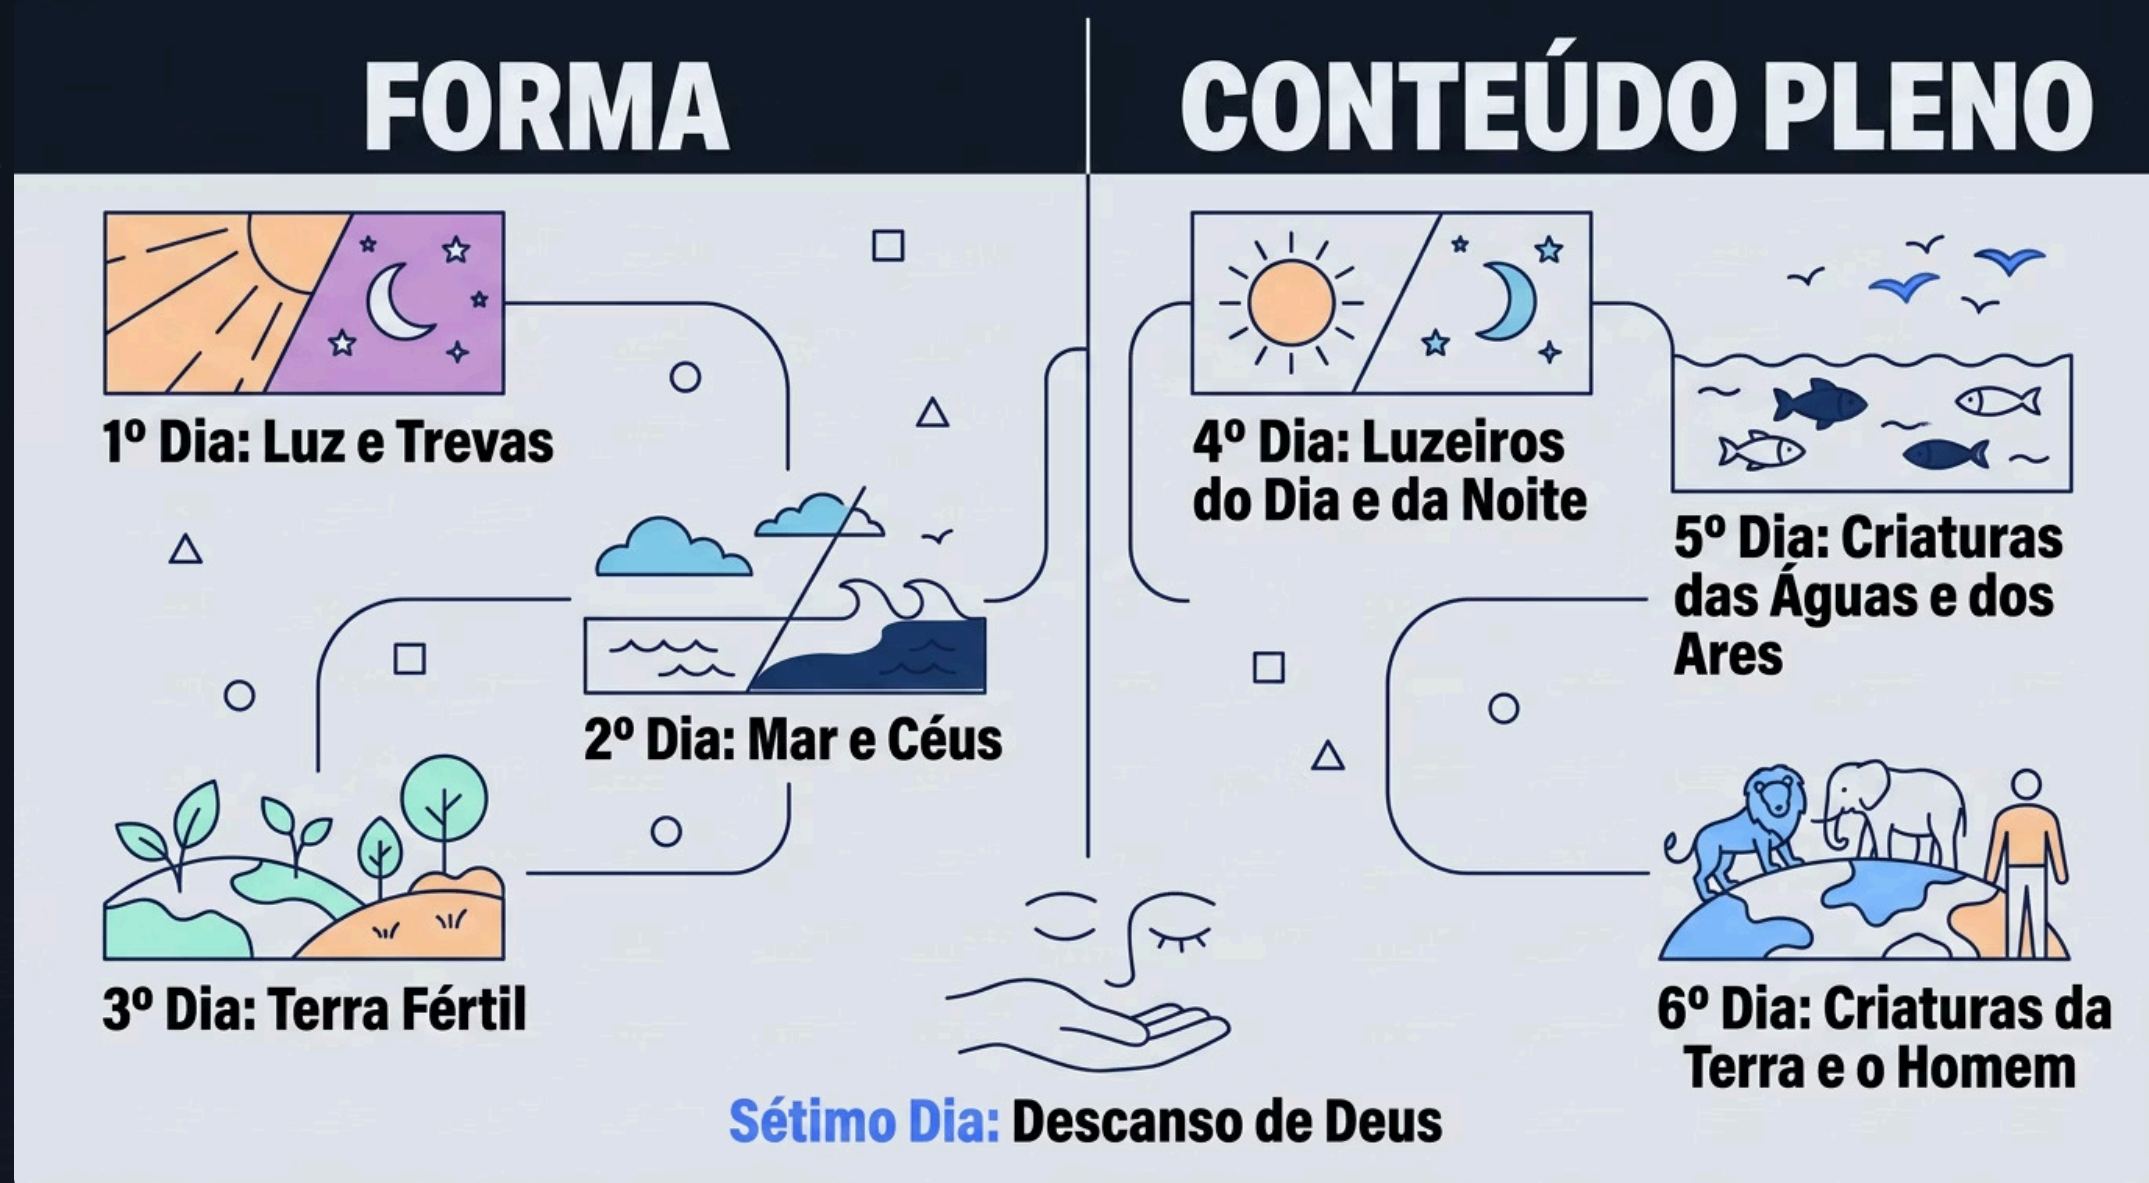 FORMA
1º Dia: Luz e Trevas
2º Dia: Mar e Céus
3º Dia: Terra Fértil
CONTEÚDO PLENO
4º Dia: Luzeiros
do Dia e da Noite
5º Dia: Criaturas
das Águas e dos
Ares
6º Dia: Criaturas da
Terra e o Homem
Sétimo Dia: Descanso de Deus